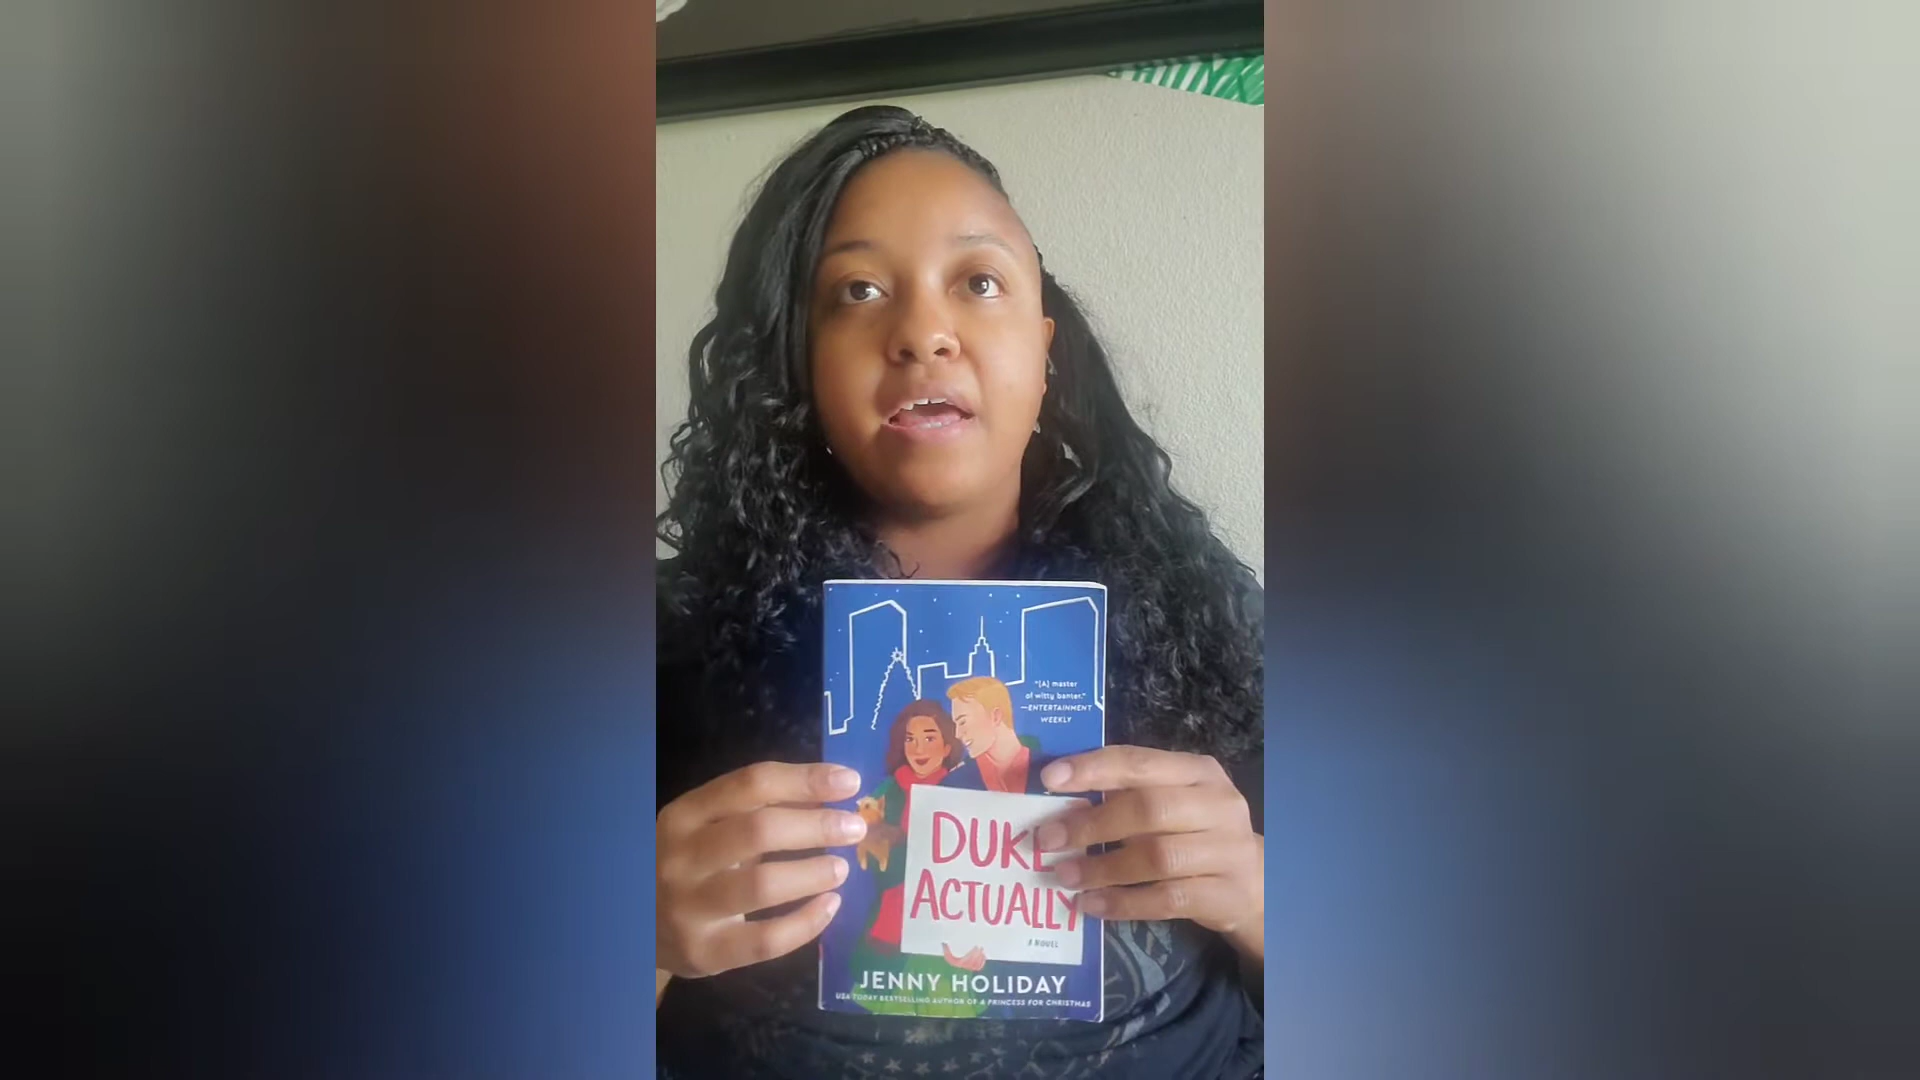 "[A] master
of witty banter."
—ENTERTAINMENT
WEEKLY
DUKE
ACTUALLY
A NOVEL
JENNY HOLIDAY
USA TODAY BESTSELLING AUTHOR OF A PRINCESS FOR CHRISTMAS